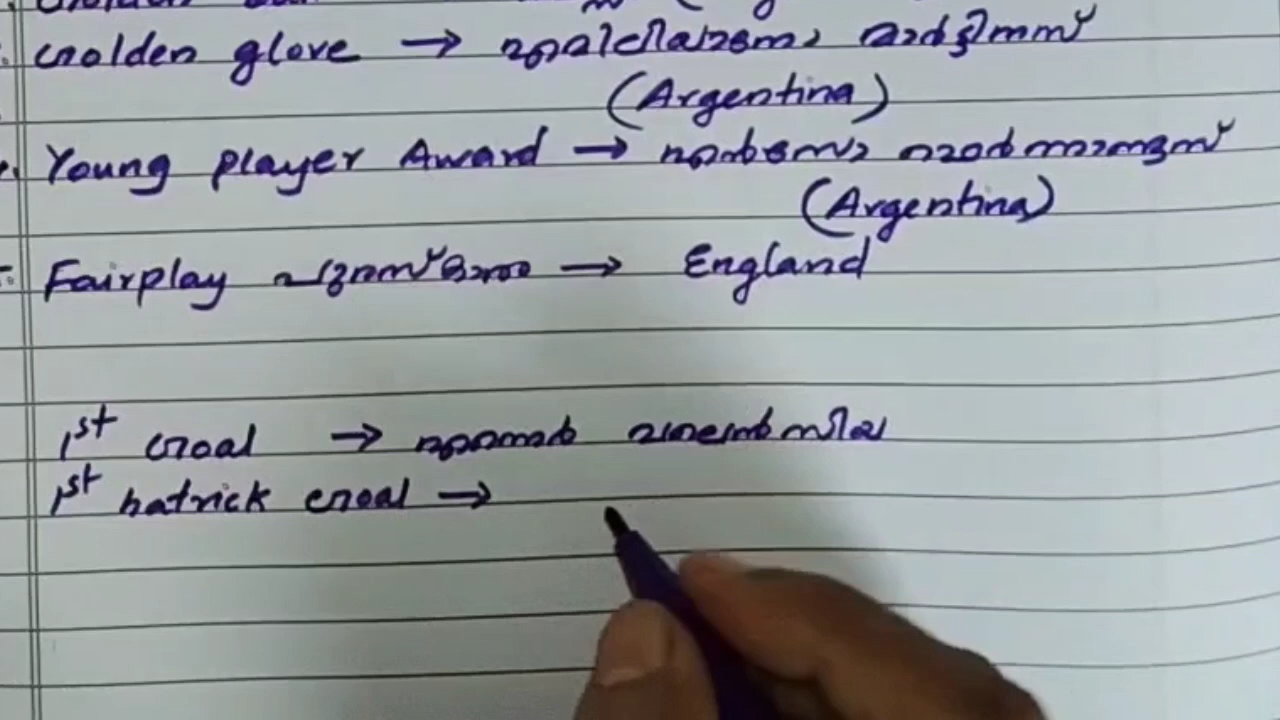 Golden glove → എമിലിയാനോ മാർട്ടിനെസ്
(Argentina)
Young player Award → എൻസോ ഫെർണാണ്ടസ്
(Argentina)
Fairplay പുരസ്കാരം → England
1st Goal → എന്നർ വലൻസിയ
1st hatrick Goal →